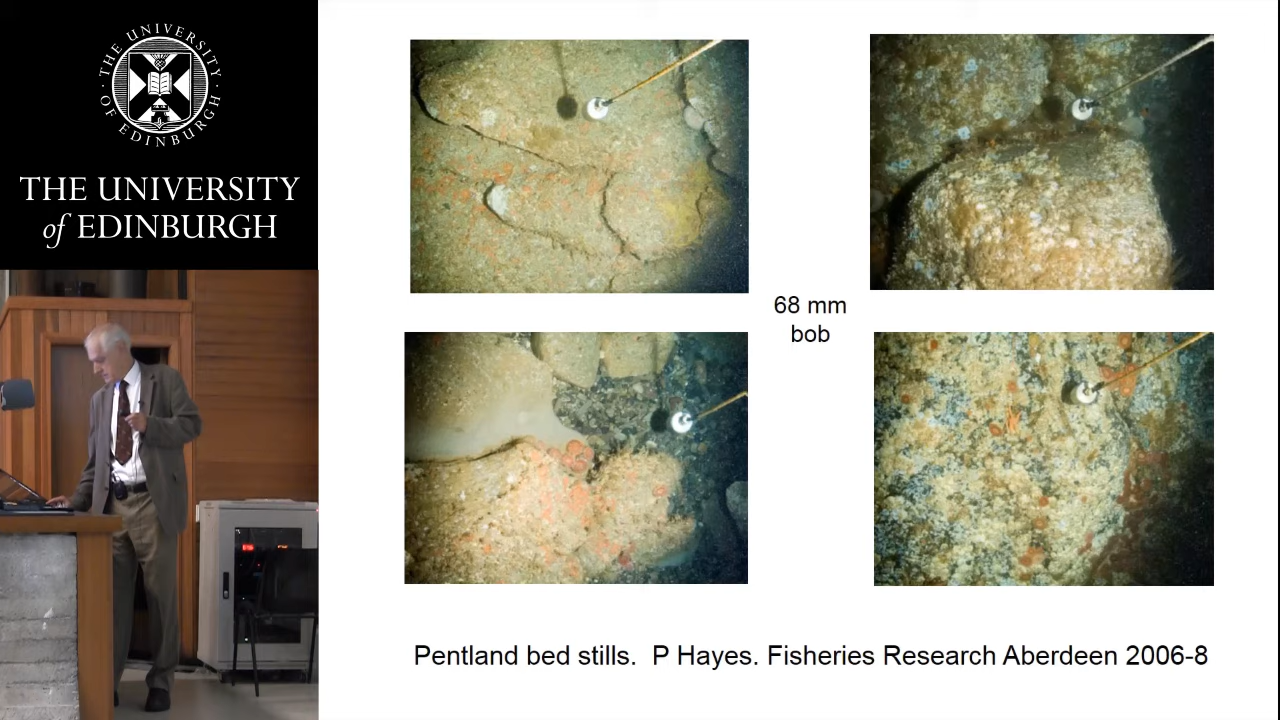 THE UNIVERSITY
OF EDINBURGH
THE UNIVERSITY
of EDINBURGH
68 mm
bob
Pentland bed stills. P Hayes. Fisheries Research Aberdeen 2006-8